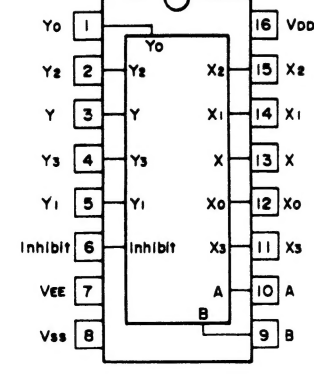 Y0 1 16 VDD
Y0
Y2 2 Y2 X2 15 X2
Y 3 Y X1 14 X1
Y3 4 Y3 X 13 X
Y1 5 Y1 X0 12 X0
Inhibit 6 Inhibit X3 11 X3
VEE 7 A 10 A
B
VSS 8 9 B